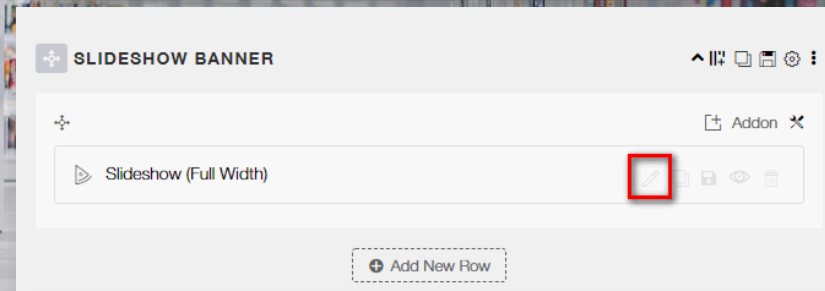 SLIDESHOW BANNER
Addon
Slideshow (Full Width)
Add New Row